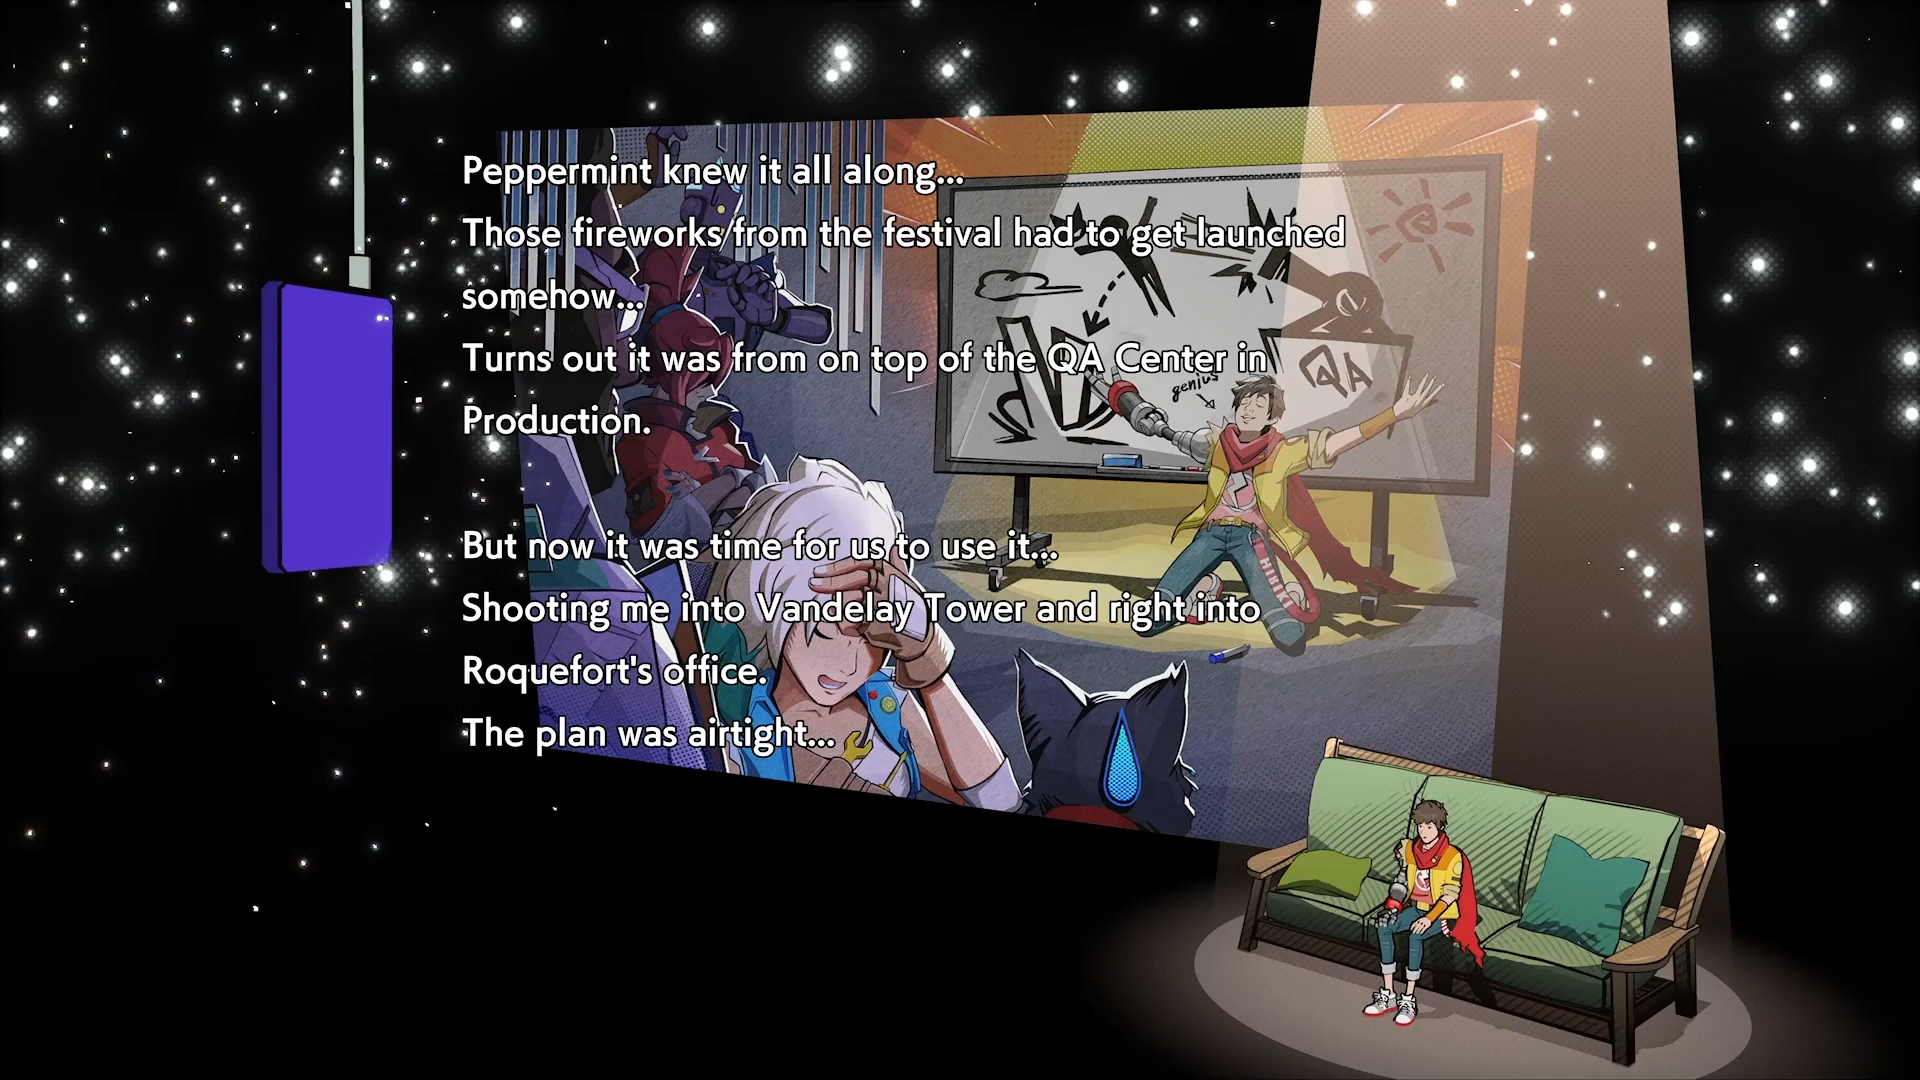 Peppermint knew it all along...
Those fireworks from the festival had to get launched
somehow...
Turns out it was from on top of the QA Center in
Production.
But now it was time for us to use it...
Shooting me into Vandelay Tower and right into
Roquefort's office.
The plan was airtight...
genius
QA